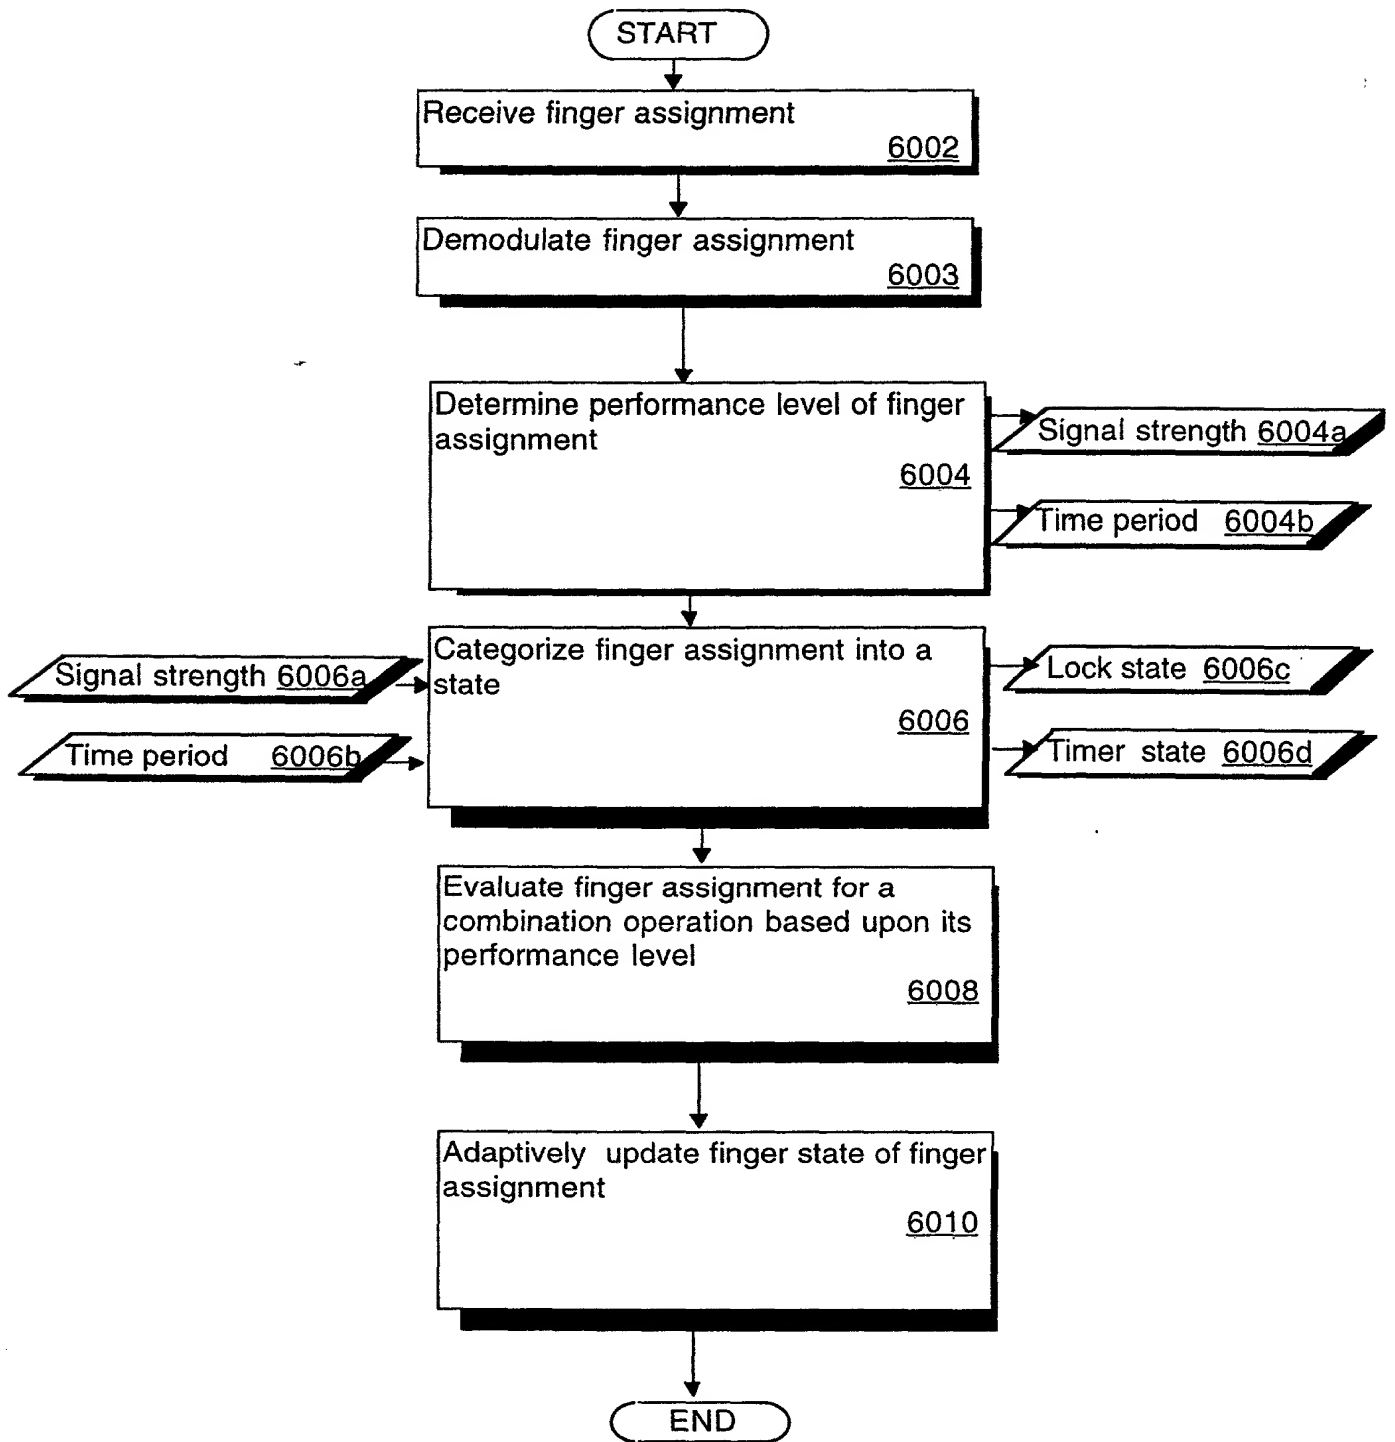 START
Receive finger assignment
6002
Demodulate finger assignment
6003
Determine performance level of finger
assignment
6004
Signal strength 6004a
Time period 6004b
Categorize finger assignment into a
state
6006
Signal strength 6006a
Time period 6006b
Lock state 6006c
Timer state 6006d
Evaluate finger assignment for a
combination operation based upon its
performance level
6008
Adaptively update finger state of finger
assignment
6010
END